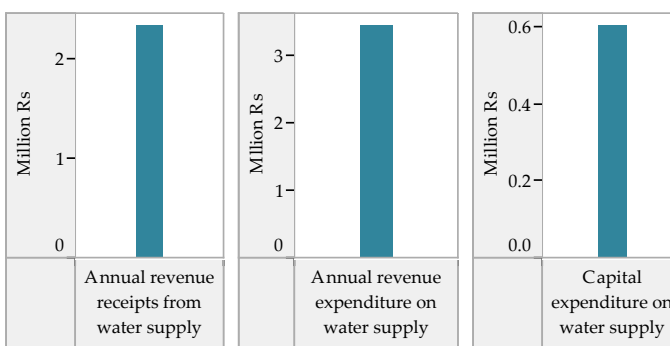 Million Rs
2
1
0
Annual revenue
receipts from
water supply
Million Rs
3
2
1
0
Annual revenue
expenditure on
water supply
Million Rs
0.6
0.4
0.2
0.0
Capital
expenditure on
water supply